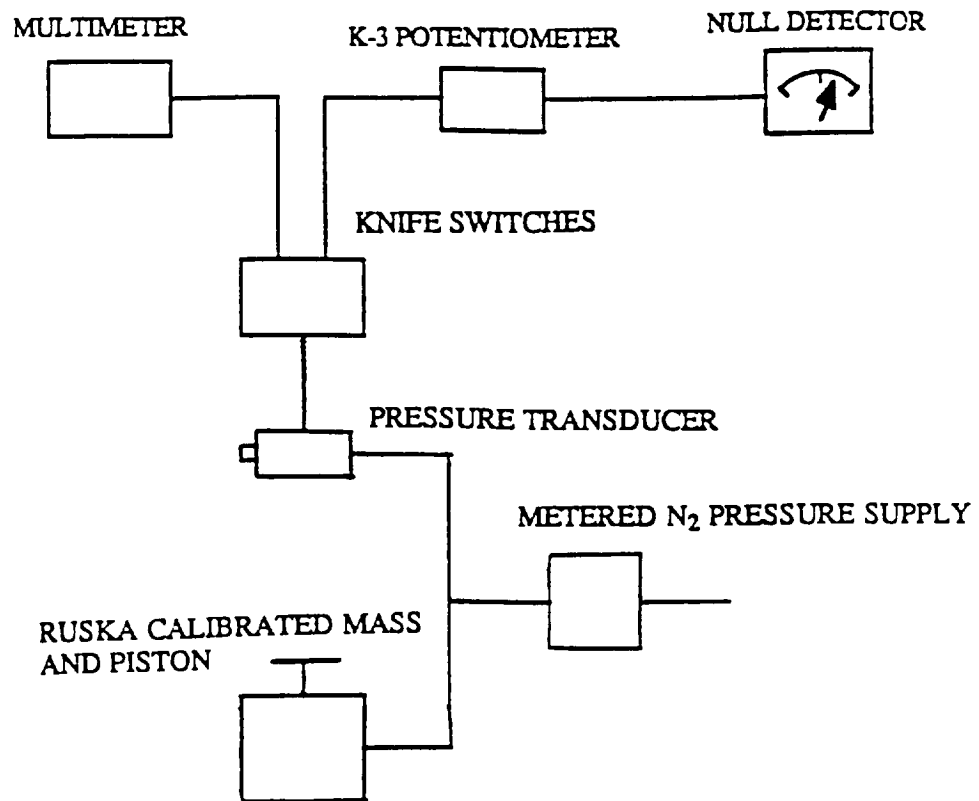 MULTIMETER
K-3 POTENTIOMETER
NULL DETECTOR
KNIFE SWITCHES
PRESSURE TRANSDUCER
METERED N₂ PRESSURE SUPPLY
RUSKA CALIBRATED MASS
AND PISTON